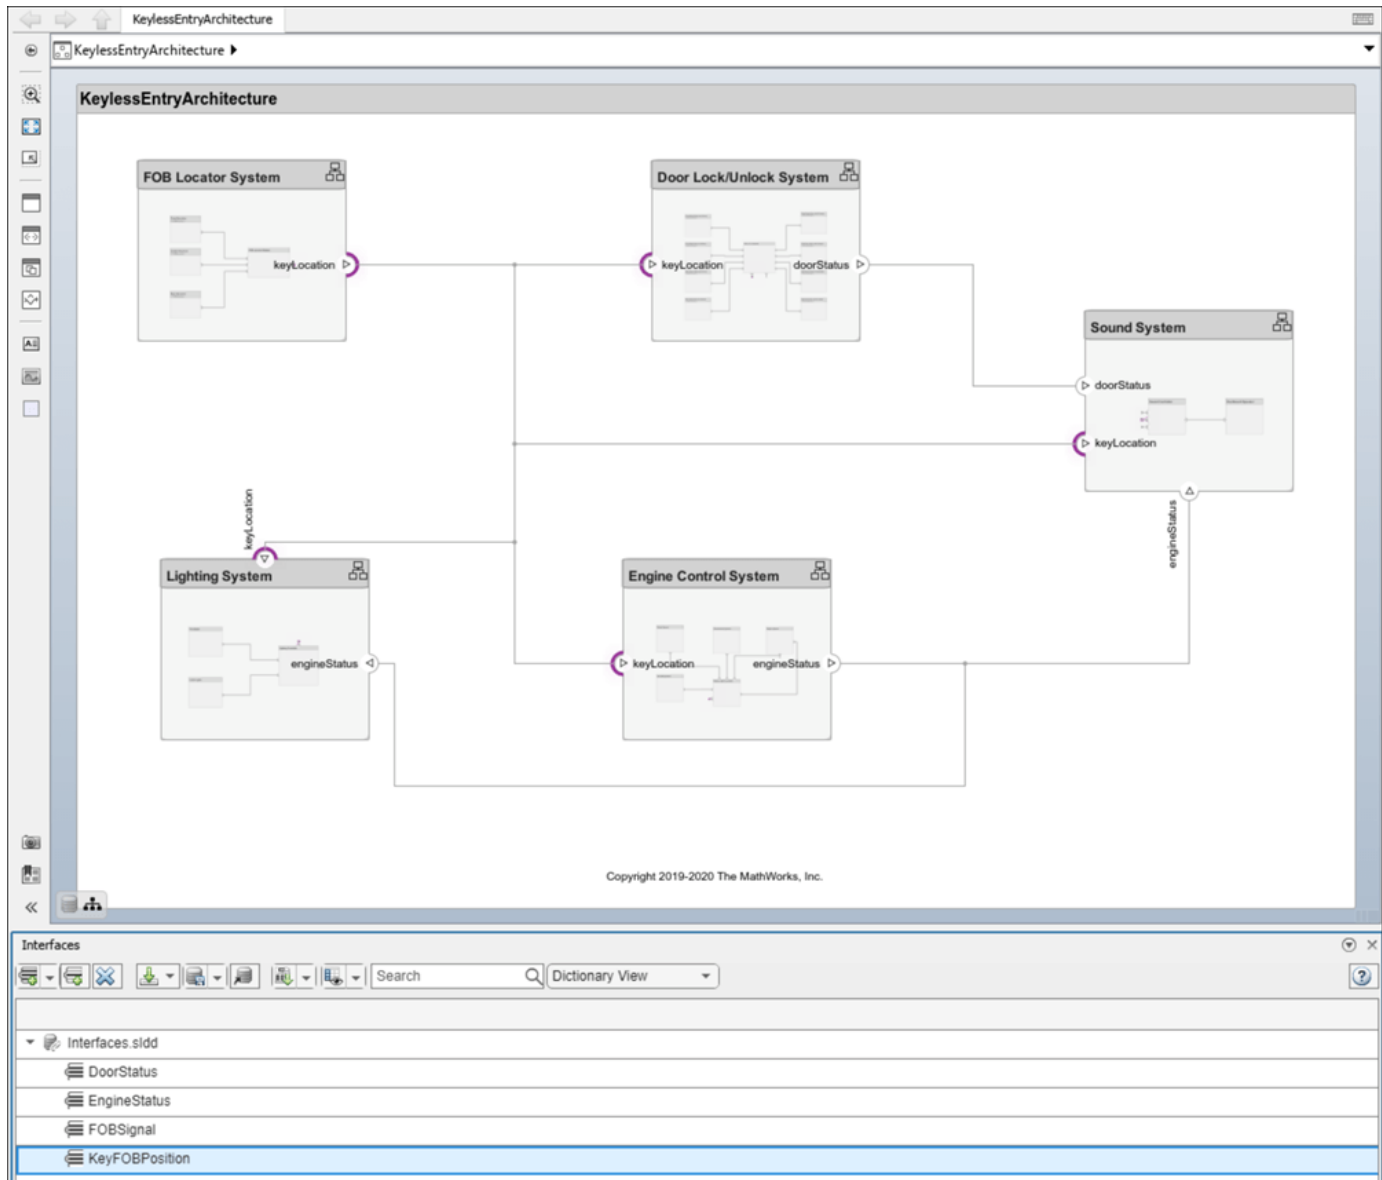 KeylessEntryArchitecture
KeylessEntryArchitecture
KeylessEntryArchitecture
FOB Locator System
keyLocation
Door Lock/Unlock System
keyLocation
doorStatus
Sound System
doorStatus
keyLocation
engineStatus
keyLocation
Lighting System
engineStatus
Engine Control System
keyLocation
engineStatus
Copyright 2019-2020 The MathWorks, Inc.
Interfaces
Search
Dictionary View
Interfaces.sldd
DoorStatus
EngineStatus
FOBSignal
KeyFOBPosition